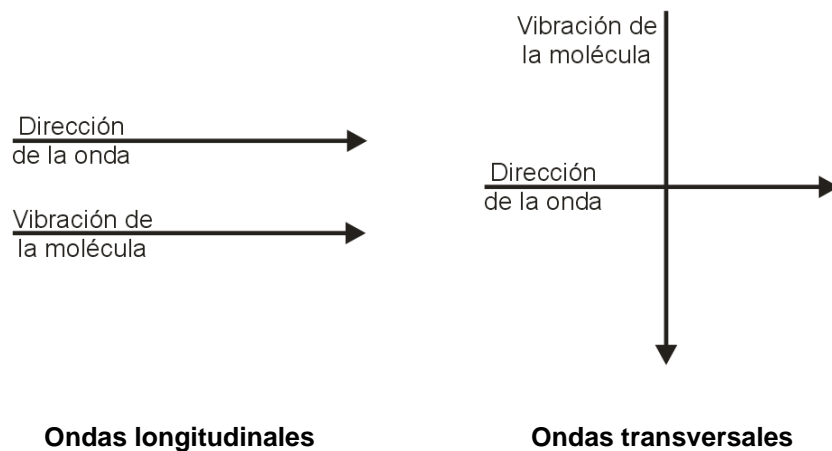 Dirección
de la onda
Vibración de
la molécula
Ondas longitudinales
Vibración de
la molécula
Dirección
de la onda
Ondas transversales